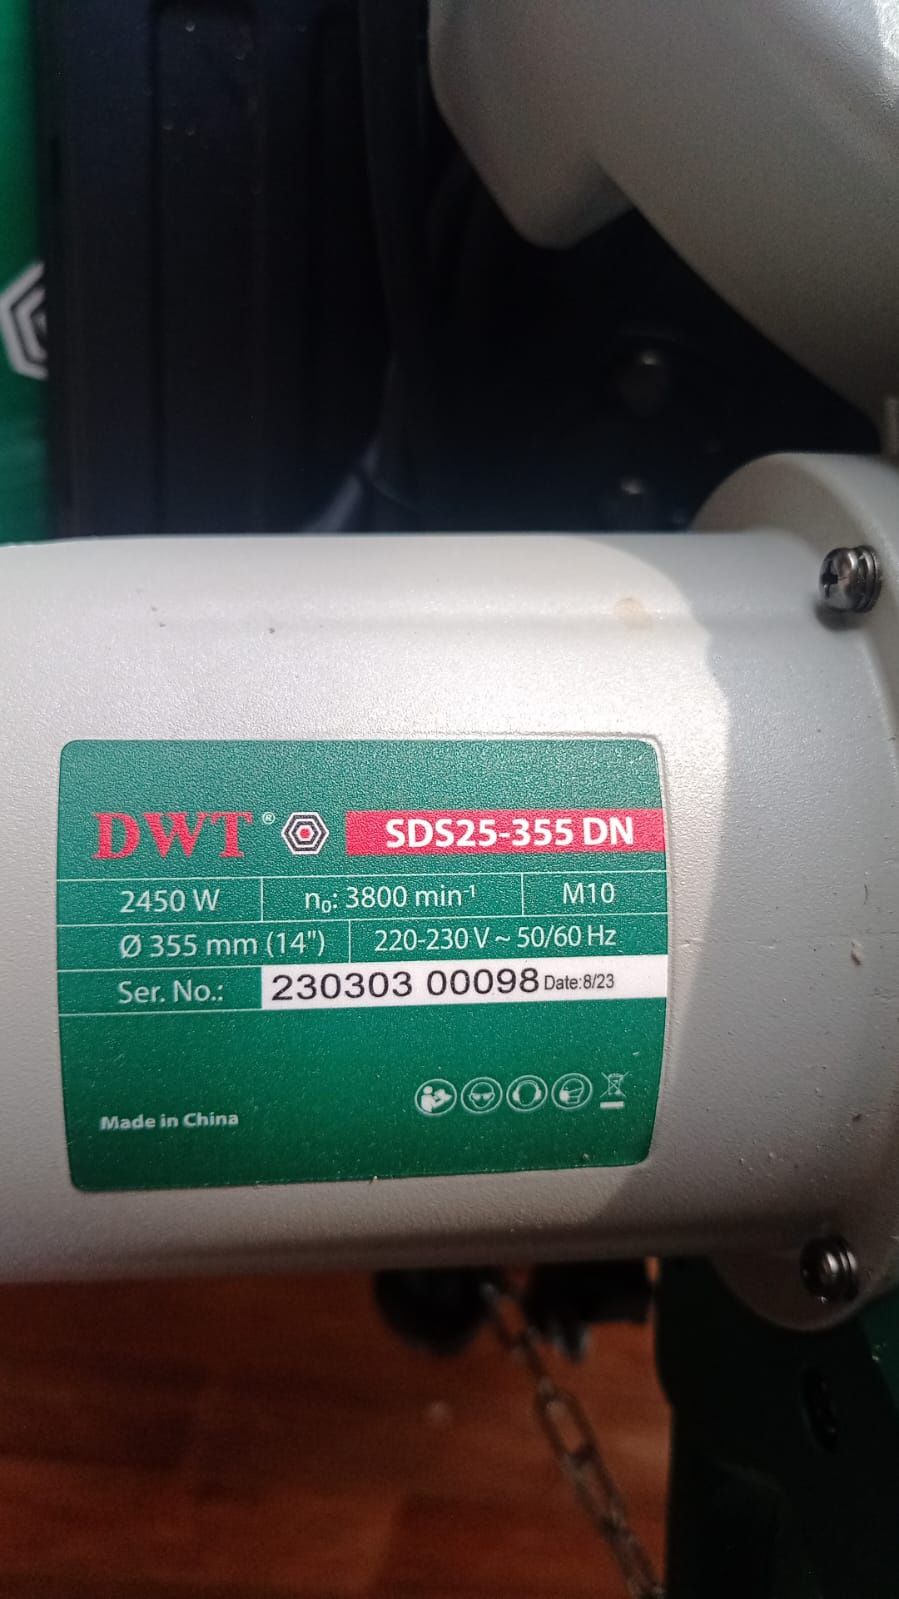 DWT® SDS25-355 DN
2450 W n₀: 3800 min⁻¹ M10
Ø 355 mm (14") 220-230 V ~ 50/60 Hz
Ser. No.: 230303 00098 Date:8/23
Made in China